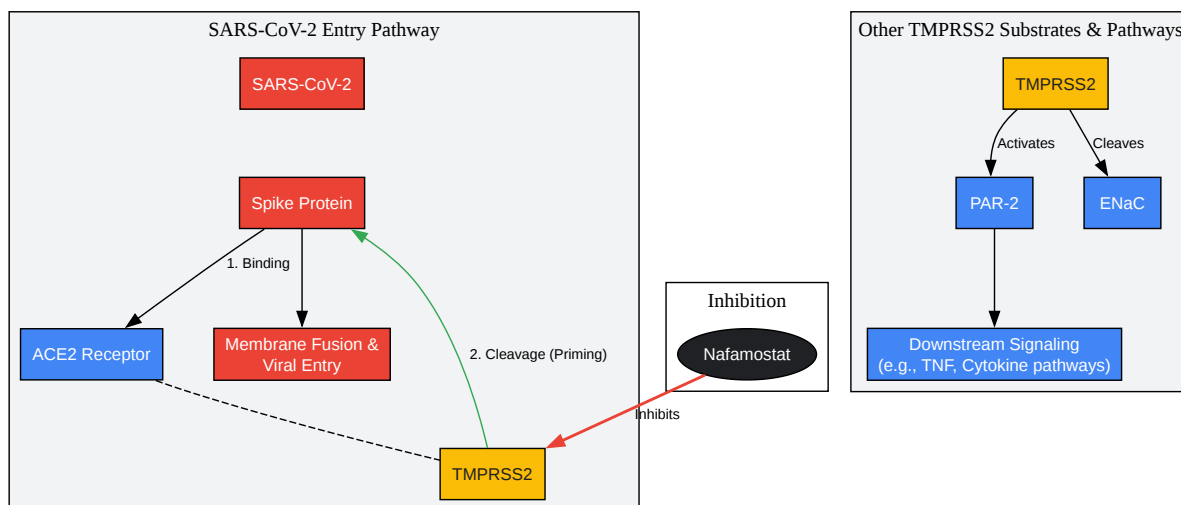 SARS-CoV-2 Entry Pathway
SARS-CoV-2
Spike Protein
1. Binding
ACE2 Receptor
Membrane Fusion &
Viral Entry
2. Cleavage (Priming)
TMPRSS2
Inhibition
Nafamostat
Inhibits
Other TMPRSS2 Substrates & Pathways
TMPRSS2
Activates
Cleaves
PAR-2
ENaC
Downstream Signaling
(e.g., TNF, Cytokine pathways)